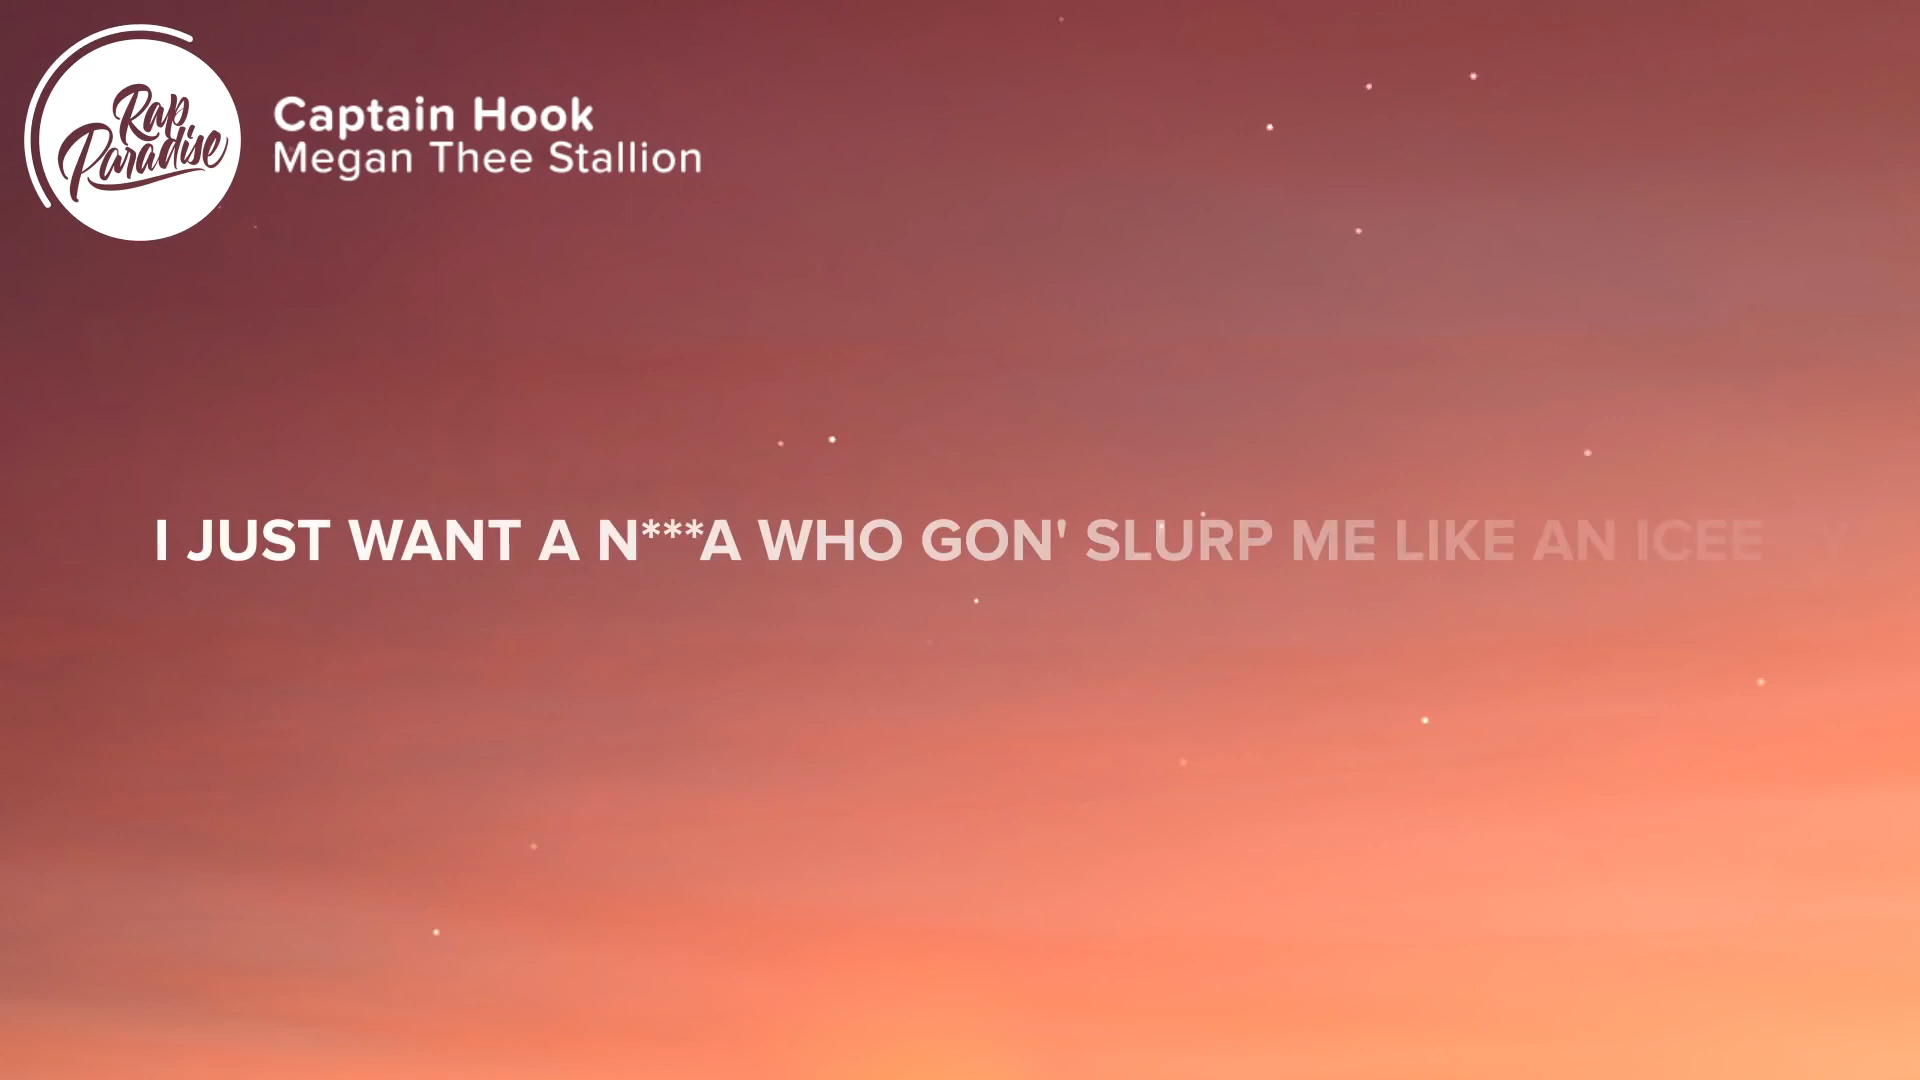 Rap
Paradise
Captain Hook
Megan Thee Stallion
I JUST WANT A N***A WHO GON' SLURP ME LIKE AN ICEE